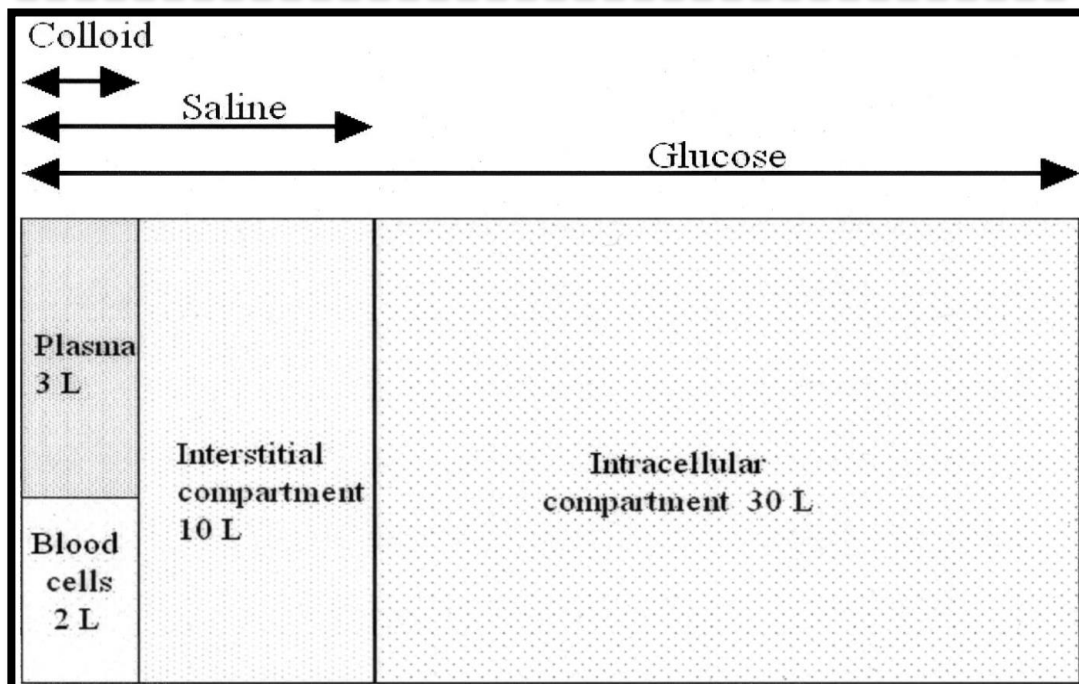 Colloid
Saline
Glucose
Plasma
3 L
Blood
cells
2 L
Interstitial
compartment
10 L
Intracellular
compartment 30 L